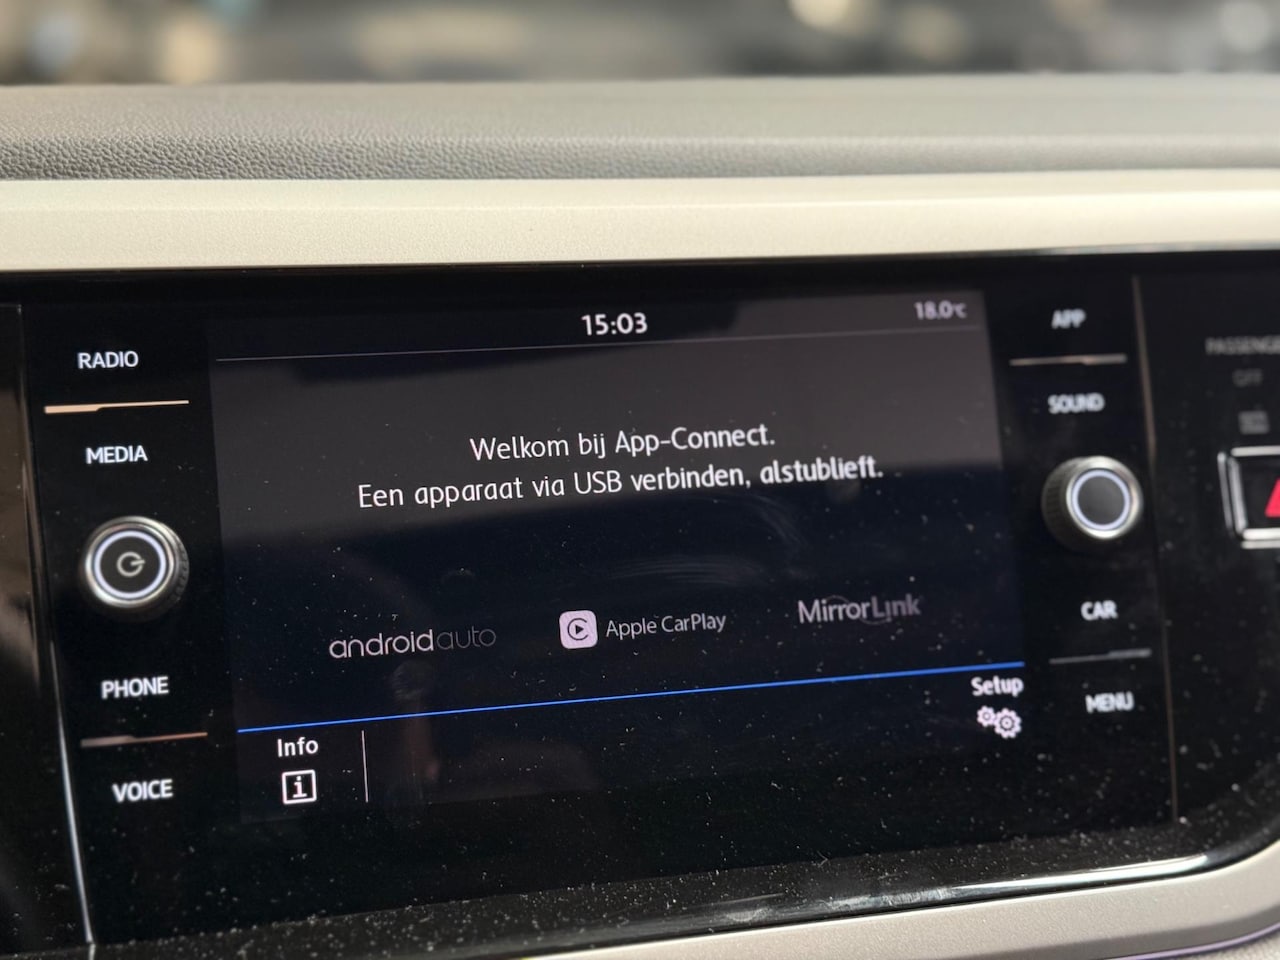 15:03
18.0°C
RADIO
MEDIA
PHONE
VOICE
Welkom bij App-Connect.
Een apparaat via USB verbinden, alstublieft.
androidauto
Apple CarPlay
MirrorLink
Info
Setup
APP
SOUND
CAR
MENU
OFF